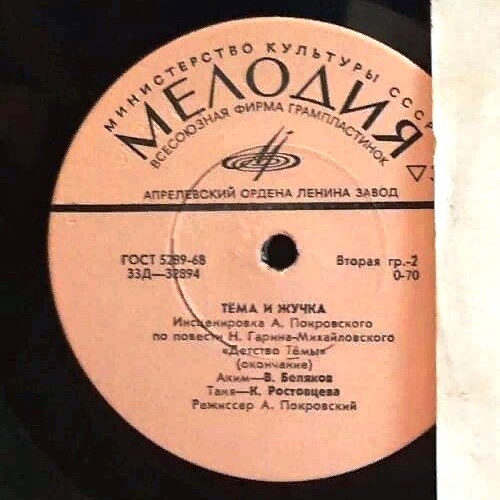 МИНИСТЕРСТВО КУЛЬТУРЫ СССР
МЕЛОДИЯ
ВСЕСОЮЗНАЯ ФИРМА ГРАМПЛАСТИНОК
АПРЕЛЕВСКИЙ ОРДЕНА ЛЕНИНА ЗАВОД
ГОСТ 5289-68
33Д—32894
Вторая гр.-2
0-70
ТЁМА И ЖУЧКА
Инсценировка А. Покровского
по повести Н. Гарина-Михайловского
«Детство Тёмы»
(окончание)
Аким—В. Беляков
Таня—К. Ростовцева
Режиссер А. Покровский